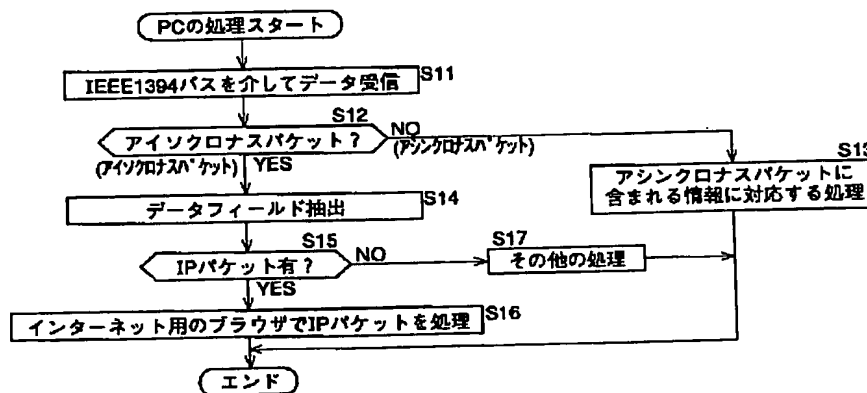 PCの処理スタート
IEEE1394バスを介してデータ受信
S11
S12
アイソクロナスパケット?
NO
(アシンクロナスパケット)
(アイソクロナスパケット)
YES
S13
アシンクロナスパケットに
含まれる情報に対応する処理
データフィールド抽出
S14
S15
IPパケット有?
NO
S17
その他の処理
YES
インターネット用のブラウザでIPパケットを処理
S16
エンド